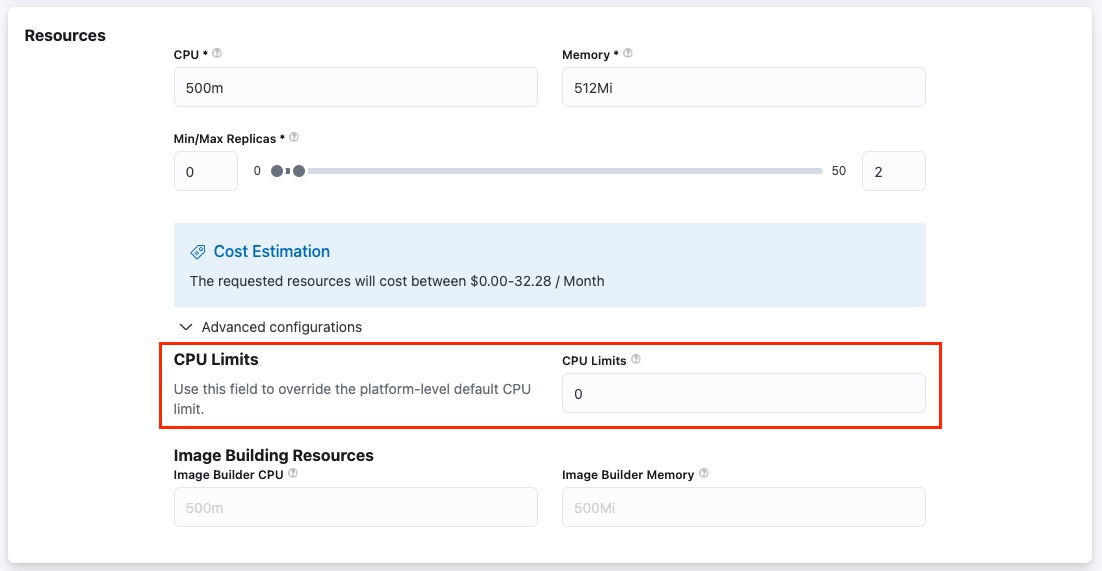 Resources
CPU *
Memory *
500m
512Mi
Min/Max Replicas *
0
0
50
2
Cost Estimation
The requested resources will cost between $0.00-32.28 / Month
Advanced configurations
CPU Limits
Use this field to override the platform-level default CPU
limit.
CPU Limits
0
Image Building Resources
Image Builder CPU
Image Builder Memory
500m
500Mi